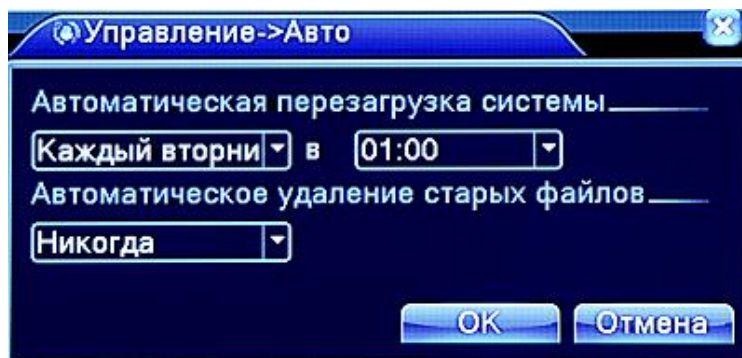 Управление->Авто
Автоматическая перезагрузка системы
Каждый вторни в 01:00
Автоматическое удаление старых файлов
Никогда
OK Отмена